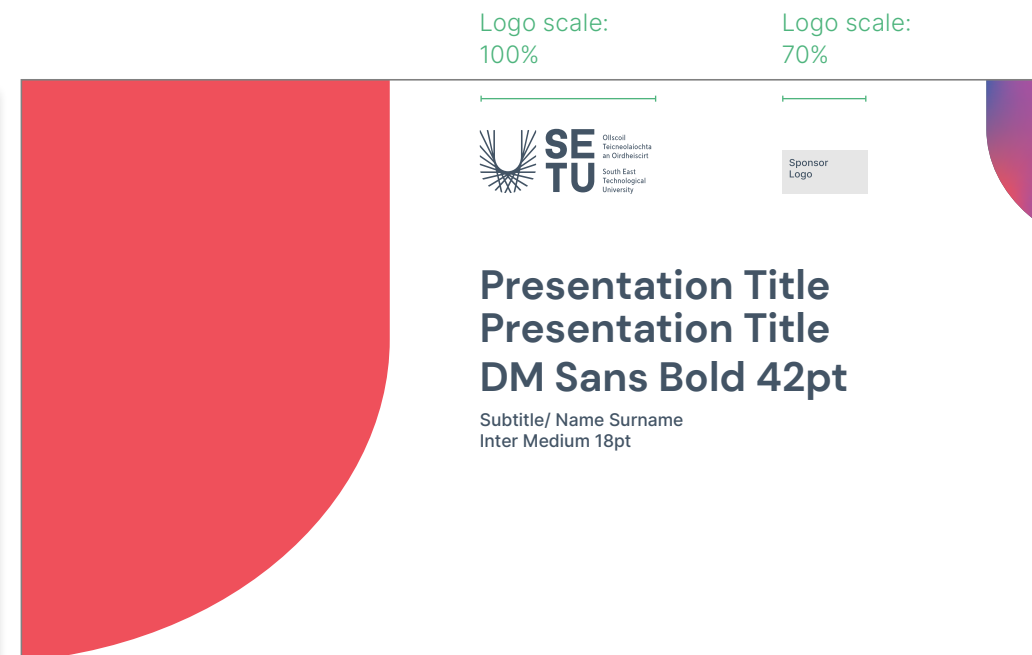 Logo scale:
100%
Logo scale:
70%
SE
TU
Ollscoil
Teicneolaíochta
an Oirdheiscirt
South East
Technological
University
Sponsor
Logo
Presentation Title
Presentation Title
DM Sans Bold 42pt
Subtitle/ Name Surname
Inter Medium 18pt